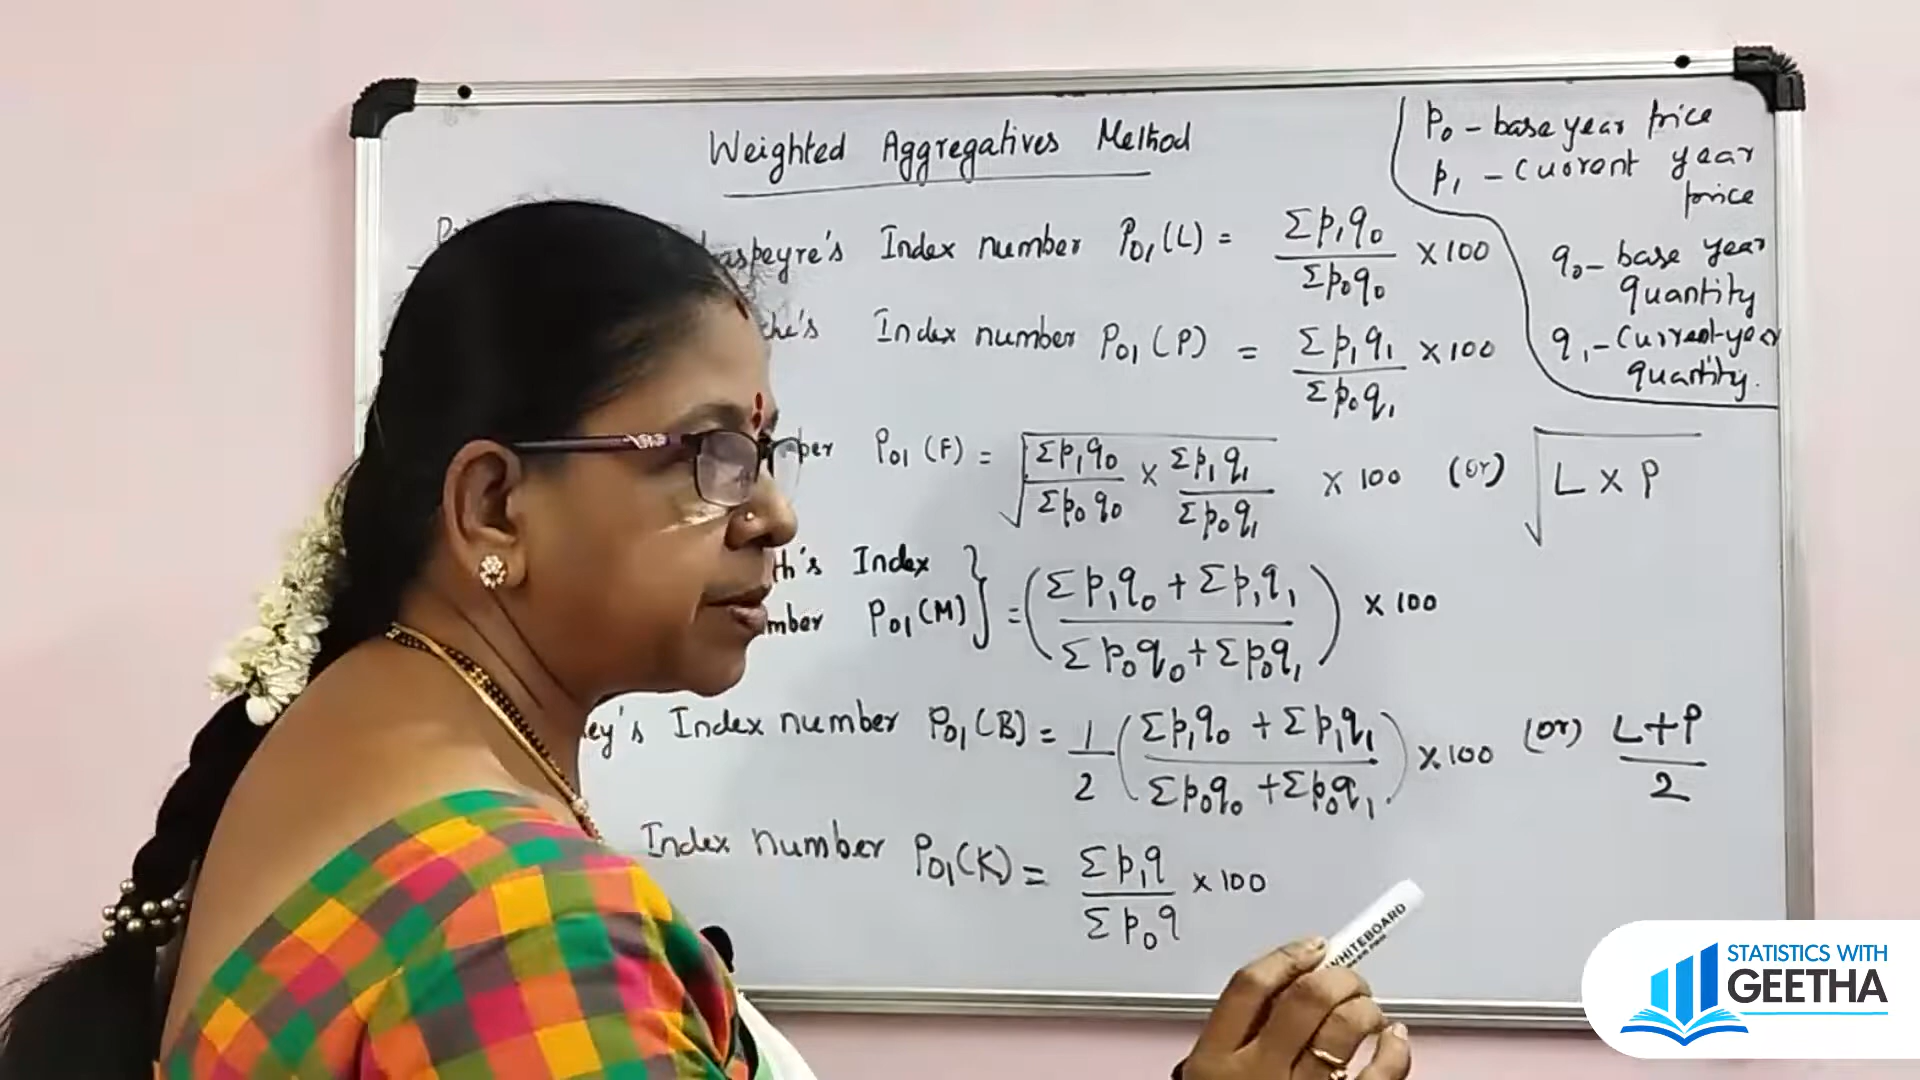 Weighted Aggregatives Method
p₀ - base year price
p₁ - current year
price
q₀ - base year
quantity
q₁ - Current-year
quantity.
Index number P₀₁(L) = Σp₁q₀ / Σp₀q₀ × 100
Index number P₀₁(P) = Σp₁q₁ / Σp₀q₁ × 100
P₀₁(F) = √(Σp₁q₀ / Σp₀q₀ × Σp₁q₁ / Σp₀q₁) × 100 (or) √(L × P)
Index
P₀₁(M) } = (Σp₁q₀ + Σp₁q₁ / Σp₀q₀ + Σp₀q₁) × 100
Index number P₀₁(B) = 1/2 (Σp₁q₀ + Σp₁q₁ / Σp₀q₀ + Σp₀q₁) × 100 (or) L+P / 2
Index number P₀₁(K) = Σp₁q / Σp₀q × 100
WHITEBOARD
STATISTICS WITH
GEETHA